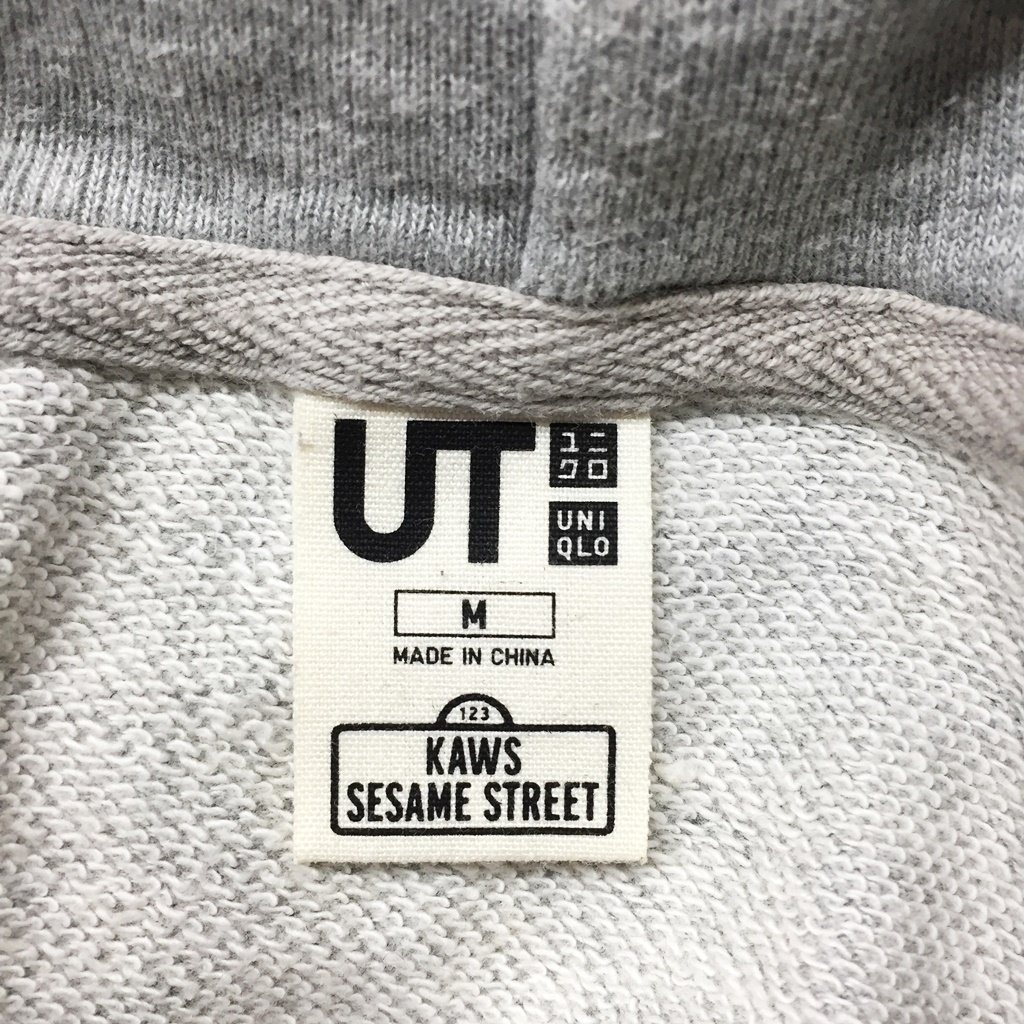 UT
ユニ
クロ
UNI
QLO
M
MADE IN CHINA
123
KAWS
SESAME STREET